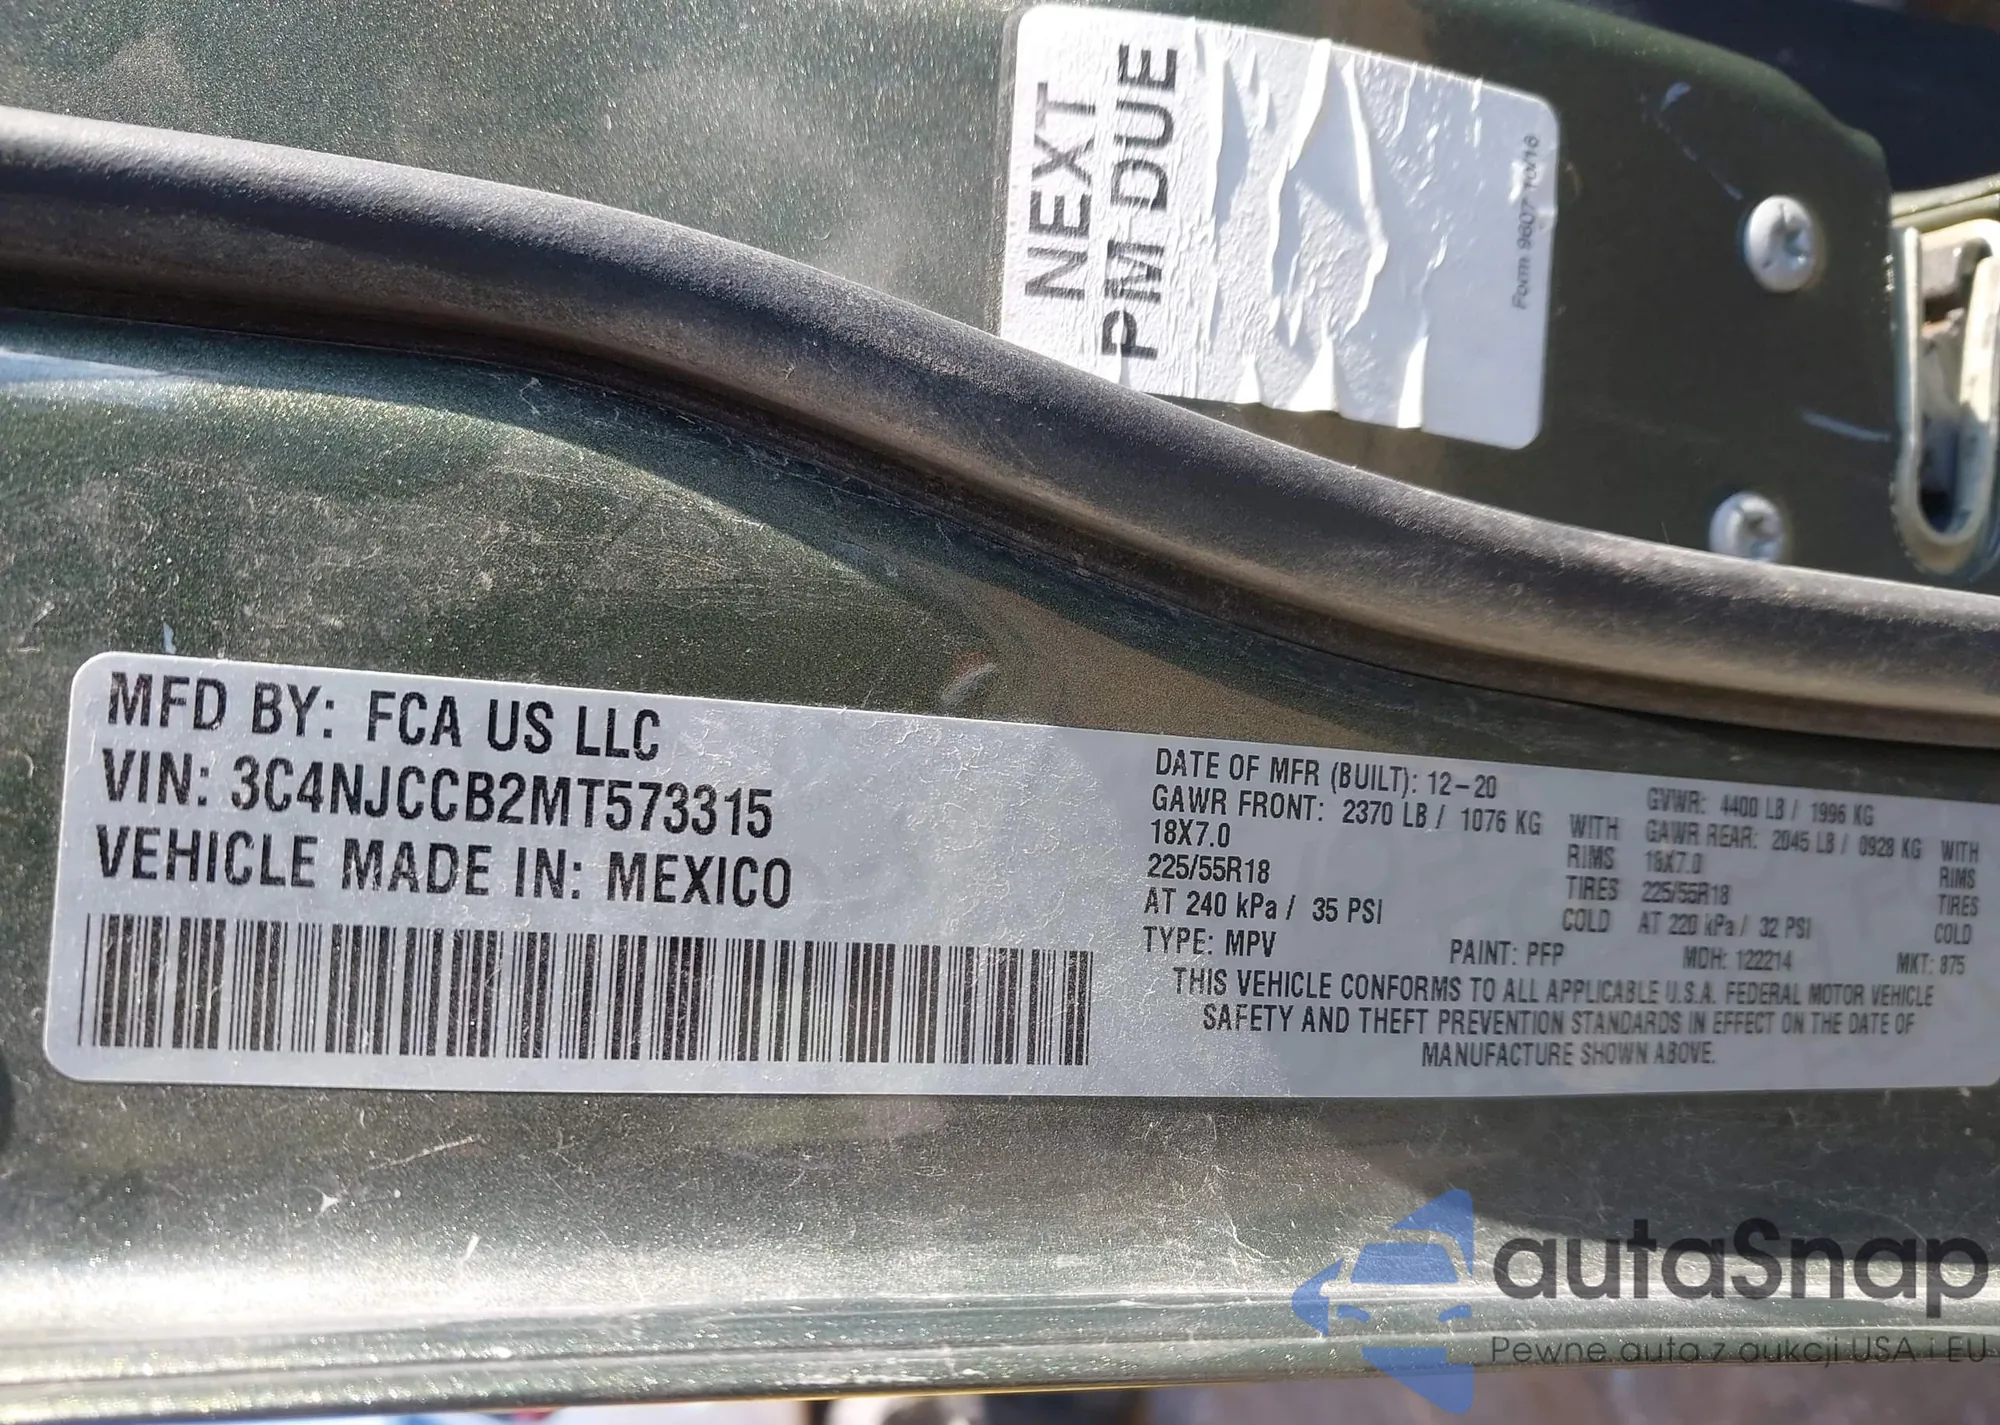 NEXT
PM DUE
Form 9607 10/18
MFD BY: FCA US LLC
VIN: 3C4NJCCB2MT573315
VEHICLE MADE IN: MEXICO
DATE OF MFR (BUILT): 12-20 GVWR: 4400 LB / 1996 KG
GAWR FRONT: 2370 LB / 1076 KG WITH GAWR REAR: 2045 LB / 0928 KG WITH
18X7.0 RIMS 18X7.0 RIMS
225/55R18 TIRES 225/55R18 TIRES
AT 240 kPa / 35 PSI COLD AT 220 kPa / 32 PSI COLD
TYPE: MPV PAINT: PFP MDH: 122214 MKT: 875
THIS VEHICLE CONFORMS TO ALL APPLICABLE U.S.A. FEDERAL MOTOR VEHICLE
SAFETY AND THEFT PREVENTION STANDARDS IN EFFECT ON THE DATE OF
MANUFACTURE SHOWN ABOVE.
autaSnap
Pewne auta z aukcji USA i EU